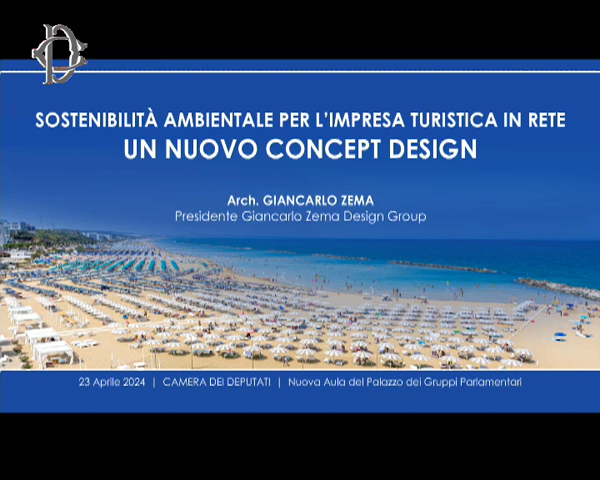 SOSTENIBILITÀ AMBIENTALE PER L'IMPRESA TURISTICA IN RETE
UN NUOVO CONCEPT DESIGN
Arch. GIANCARLO ZEMA
Presidente Giancarlo Zema Design Group
23 Aprile 2024 | CAMERA DEI DEPUTATI | Nuova Aula del Palazzo dei Gruppi Parlamentari